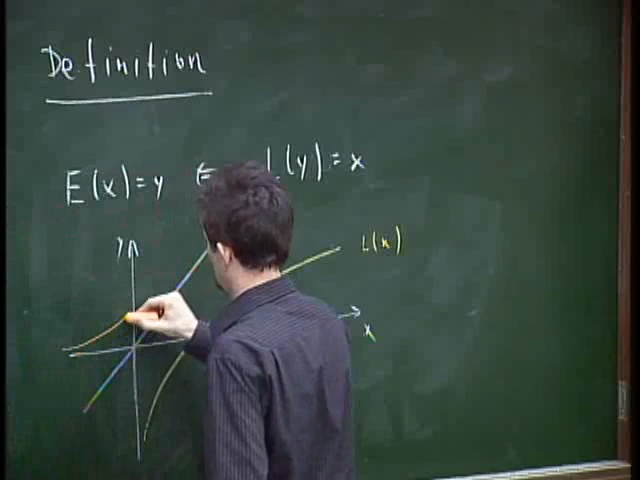 Definition
E(x)=y ⇐ L(y)=x
y
L(x)
x